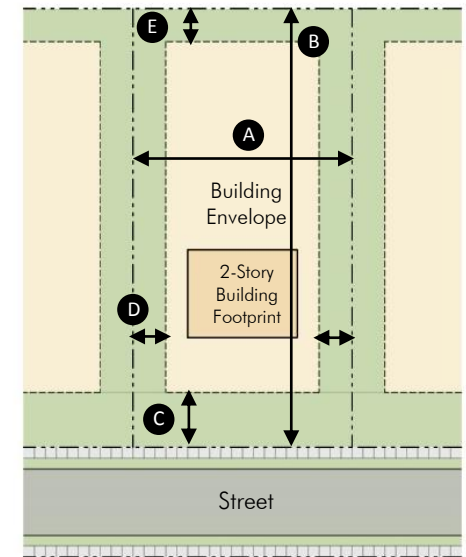 E
B
A
Building
Envelope
2-Story
Building
Footprint
D
C
Street